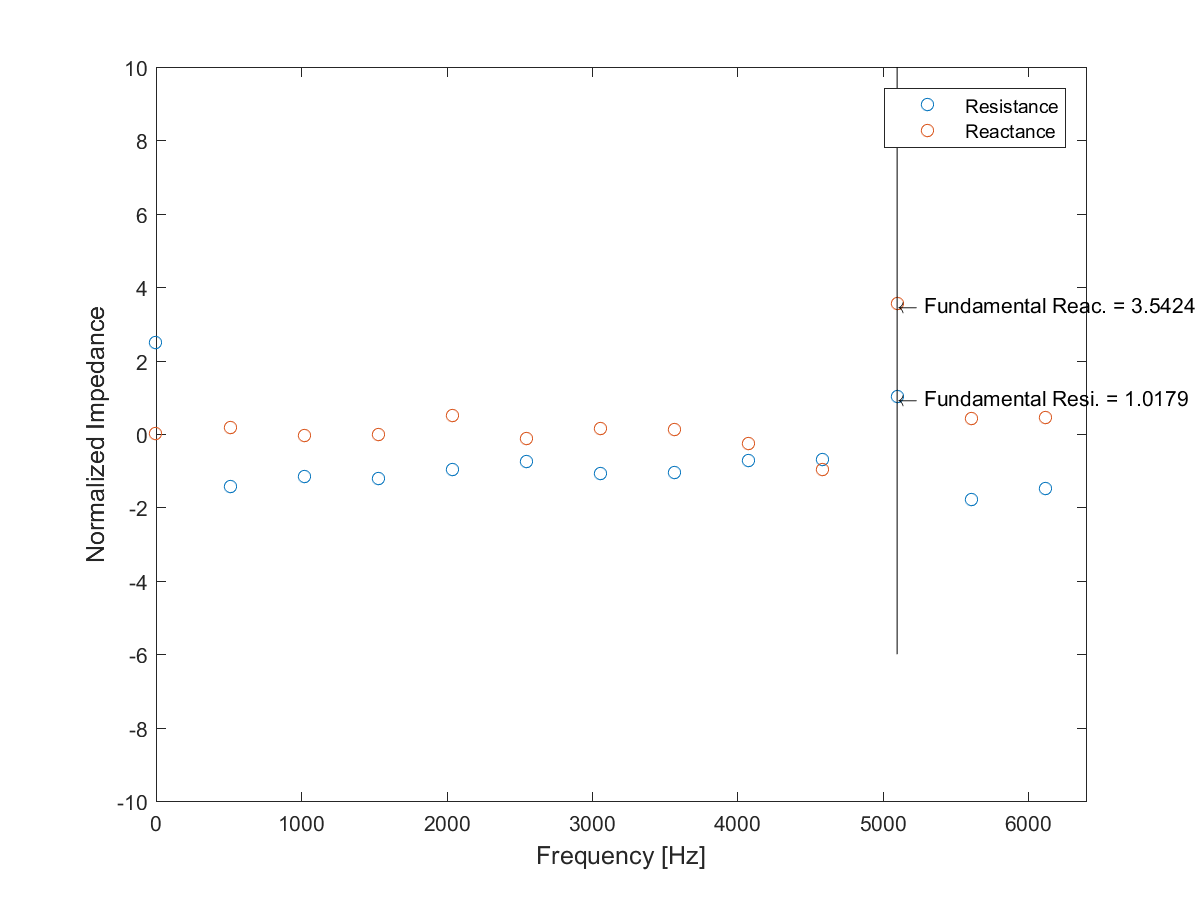 10
8
6
4
2
0
-2
-4
-6
-8
-10
Normalized Impedance
Resistance
Reactance
← Fundamental Reac. = 3.5424
← Fundamental Resi. = 1.0179
0 1000 2000 3000 4000 5000 6000
Frequency [Hz]